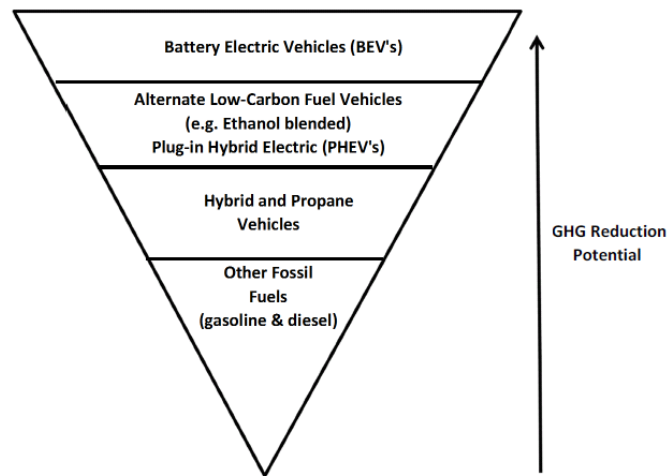 Battery Electric Vehicles (BEV's)
Alternate Low-Carbon Fuel Vehicles
(e.g. Ethanol blended)
Plug-in Hybrid Electric (PHEV's)
Hybrid and Propane
Vehicles
GHG Reduction
Potential
Other Fossil
Fuels
(gasoline & diesel)